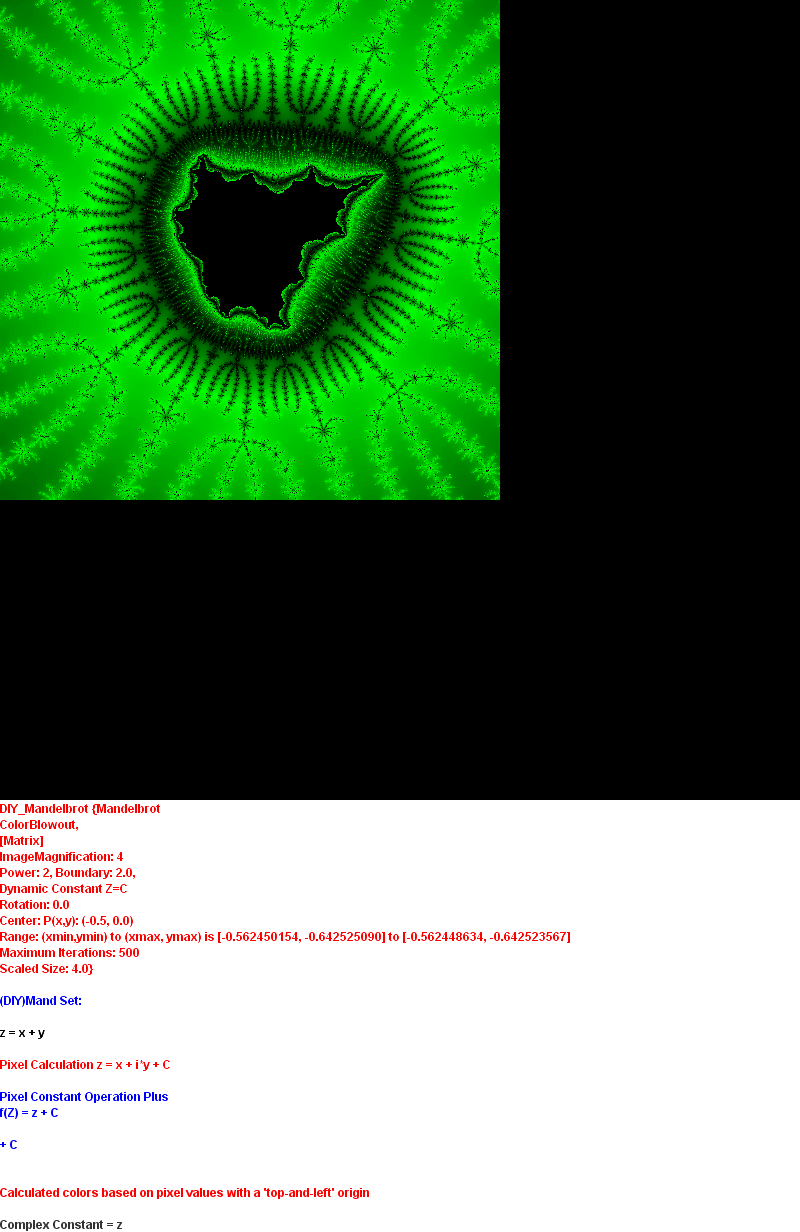 DIY_Mandelbrot {Mandelbrot
ColorBlowout,
[Matrix]
ImageMagnification: 4
Power: 2, Boundary: 2.0,
Dynamic Constant Z=C
Rotation: 0.0
Center: P(x,y): (-0.5, 0.0)
Range: (xmin,ymin) to (xmax, ymax) is [-0.562450154, -0.642525090] to [-0.562448634, -0.642523567]
Maximum Iterations: 500
Scaled Size: 4.0}
(DIY)Mand Set:
z = x + y
Pixel Calculation z = x + i*y + C
Pixel Constant Operation Plus
f(Z) = z + C
+ C
Calculated colors based on pixel values with a 'top-and-left' origin
Complex Constant = z